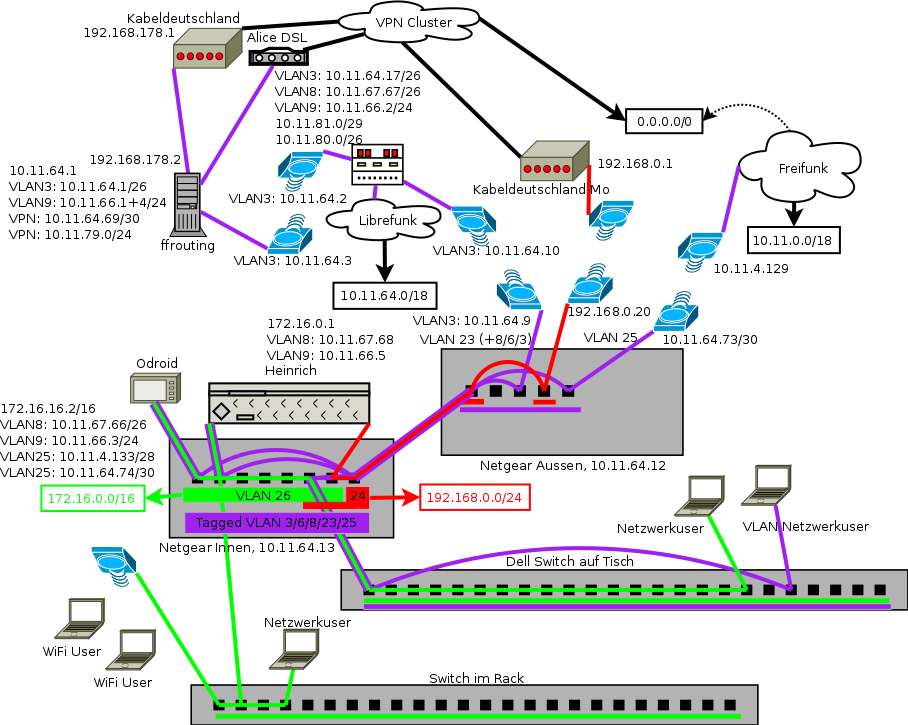 Kabeldeutschland
192.168.178.1
VPN Cluster
Alice DSL
VLAN3: 10.11.64.17/26
VLAN8: 10.11.67.67/26
VLAN9: 10.11.66.2/24
10.11.81.0/29
10.11.80.0/26
0.0.0.0/0
192.168.178.2
10.11.64.1
VLAN3: 10.11.64.1/26
VLAN9: 10.11.66.1+4/24
VPN: 10.11.64.69/30
VPN: 10.11.79.0/24
ffrouting
VLAN3: 10.11.64.2
Librefunk
VLAN3: 10.11.64.3
10.11.64.0/18
192.168.0.1
Kabeldeutschland Mo
VLAN3: 10.11.64.10
Freifunk
10.11.0.0/18
10.11.4.129
VLAN3: 10.11.64.9
VLAN 23 (+8/6/3)
192.168.0.20
VLAN 25
10.11.64.73/30
172.16.0.1
VLAN8: 10.11.67.68
VLAN9: 10.11.66.5
Heinrich
Odroid
172.16.16.2/16
VLAN8: 10.11.67.66/26
VLAN9: 10.11.66.3/24
VLAN25: 10.11.4.133/28
VLAN25: 10.11.64.74/30
Netgear Aussen, 10.11.64.12
172.16.0.0/16
VLAN 26
24
192.168.0.0/24
Tagged VLAN 3/6/8/23/25
Netgear Innen, 10.11.64.13
Netzwerkuser
VLAN Netzwerkuser
Dell Switch auf Tisch
WiFi User
WiFi User
Netzwerkuser
Switch im Rack